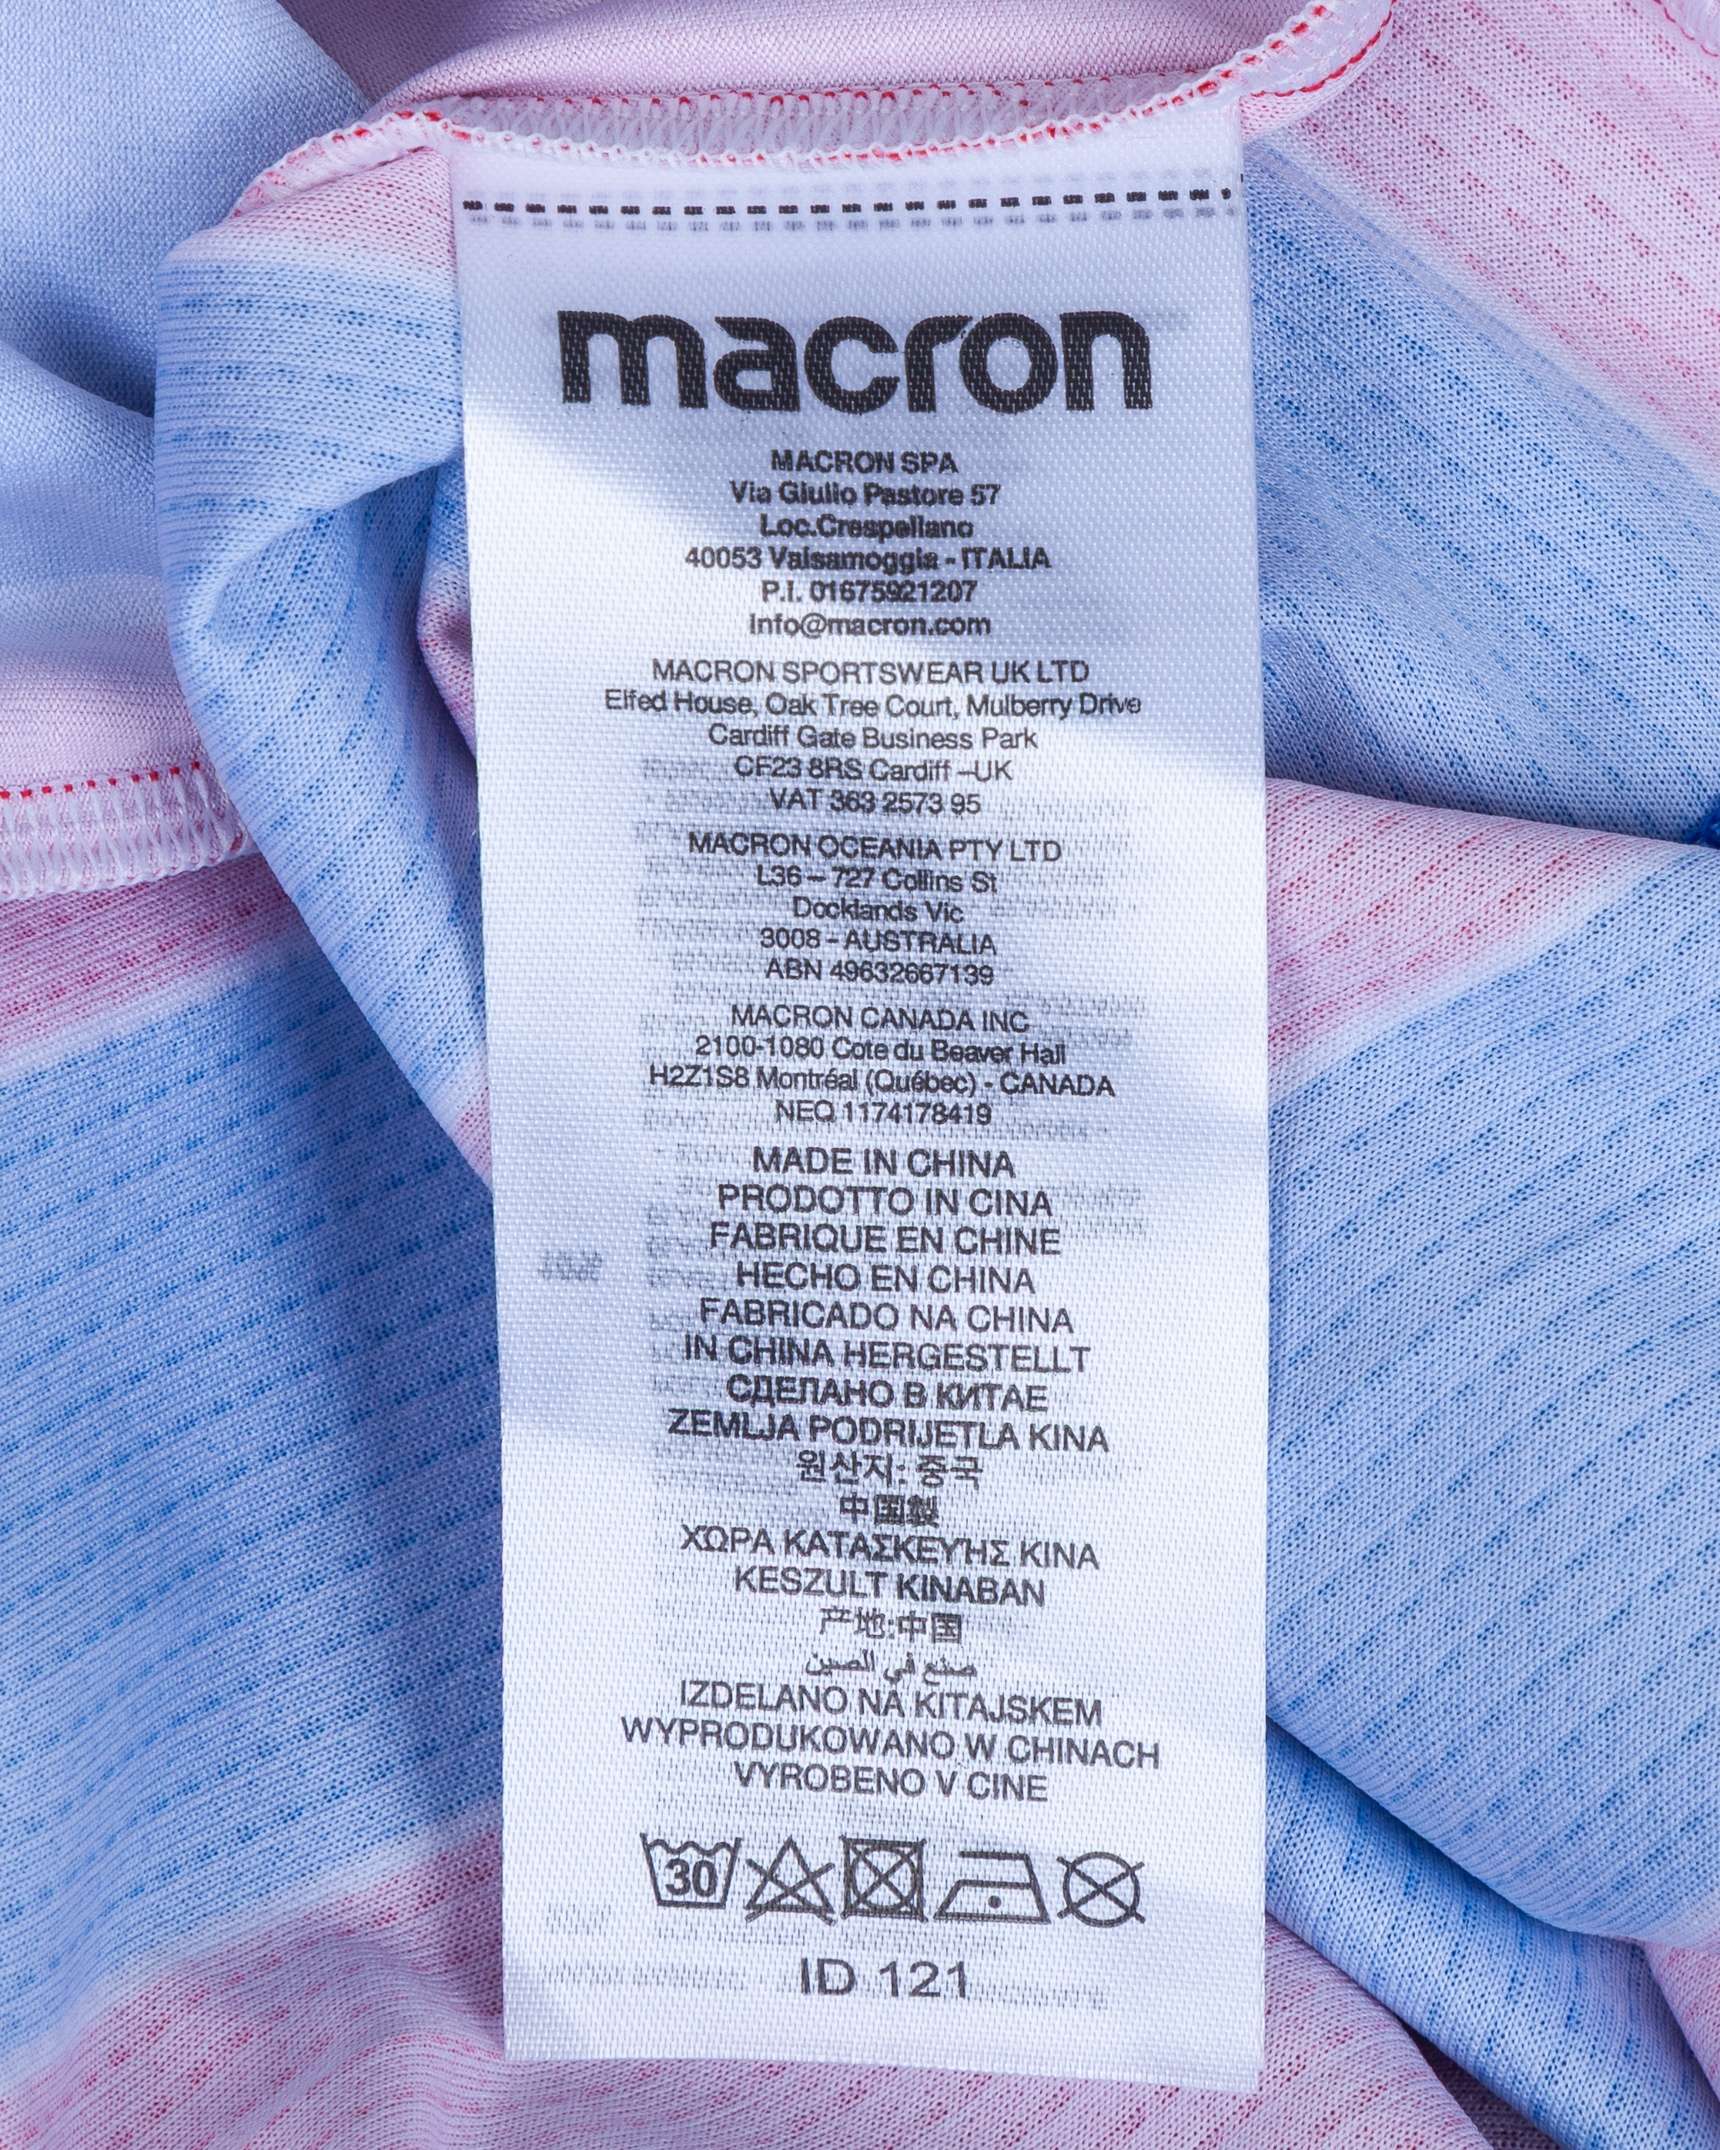 macron
MACRON SPA
Via Giulio Pastore 57
Loc.Crespellano
40053 Valsamoggia - ITALIA
P.I. 01675921207
info@macron.com
MACRON SPORTSWEAR UK LTD
Elfed House, Oak Tree Court, Mulberry Drive
Cardiff Gate Business Park
CF23 8RS Cardiff –UK
VAT 363 2573 95
MACRON OCEANIA PTY LTD
L36 – 727 Collins St
Docklands Vic
3008 - AUSTRALIA
ABN 49632667139
MACRON CANADA INC
2100-1080 Cote du Beaver Hall
H2Z1S8 Montréal (Québec) - CANADA
NEQ 1174178419
MADE IN CHINA
PRODOTTO IN CINA
FABRIQUE EN CHINE
HECHO EN CHINA
FABRICADO NA CHINA
IN CHINA HERGESTELLT
СДЕЛАНО В КИТАЕ
ZEMLJA PODRIJETLA KINA
원산지: 중국
中国製
ΧΩΡΑ ΚΑΤΑΣΚΕΥΉΣ ΚΙΝΑ
KESZULT KINABAN
产地:中国
صنع في الصين
IZDELANO NA KITAJSKEM
WYPRODUKOWANO W CHINACH
VYROBENO V CINE
30
ID 121